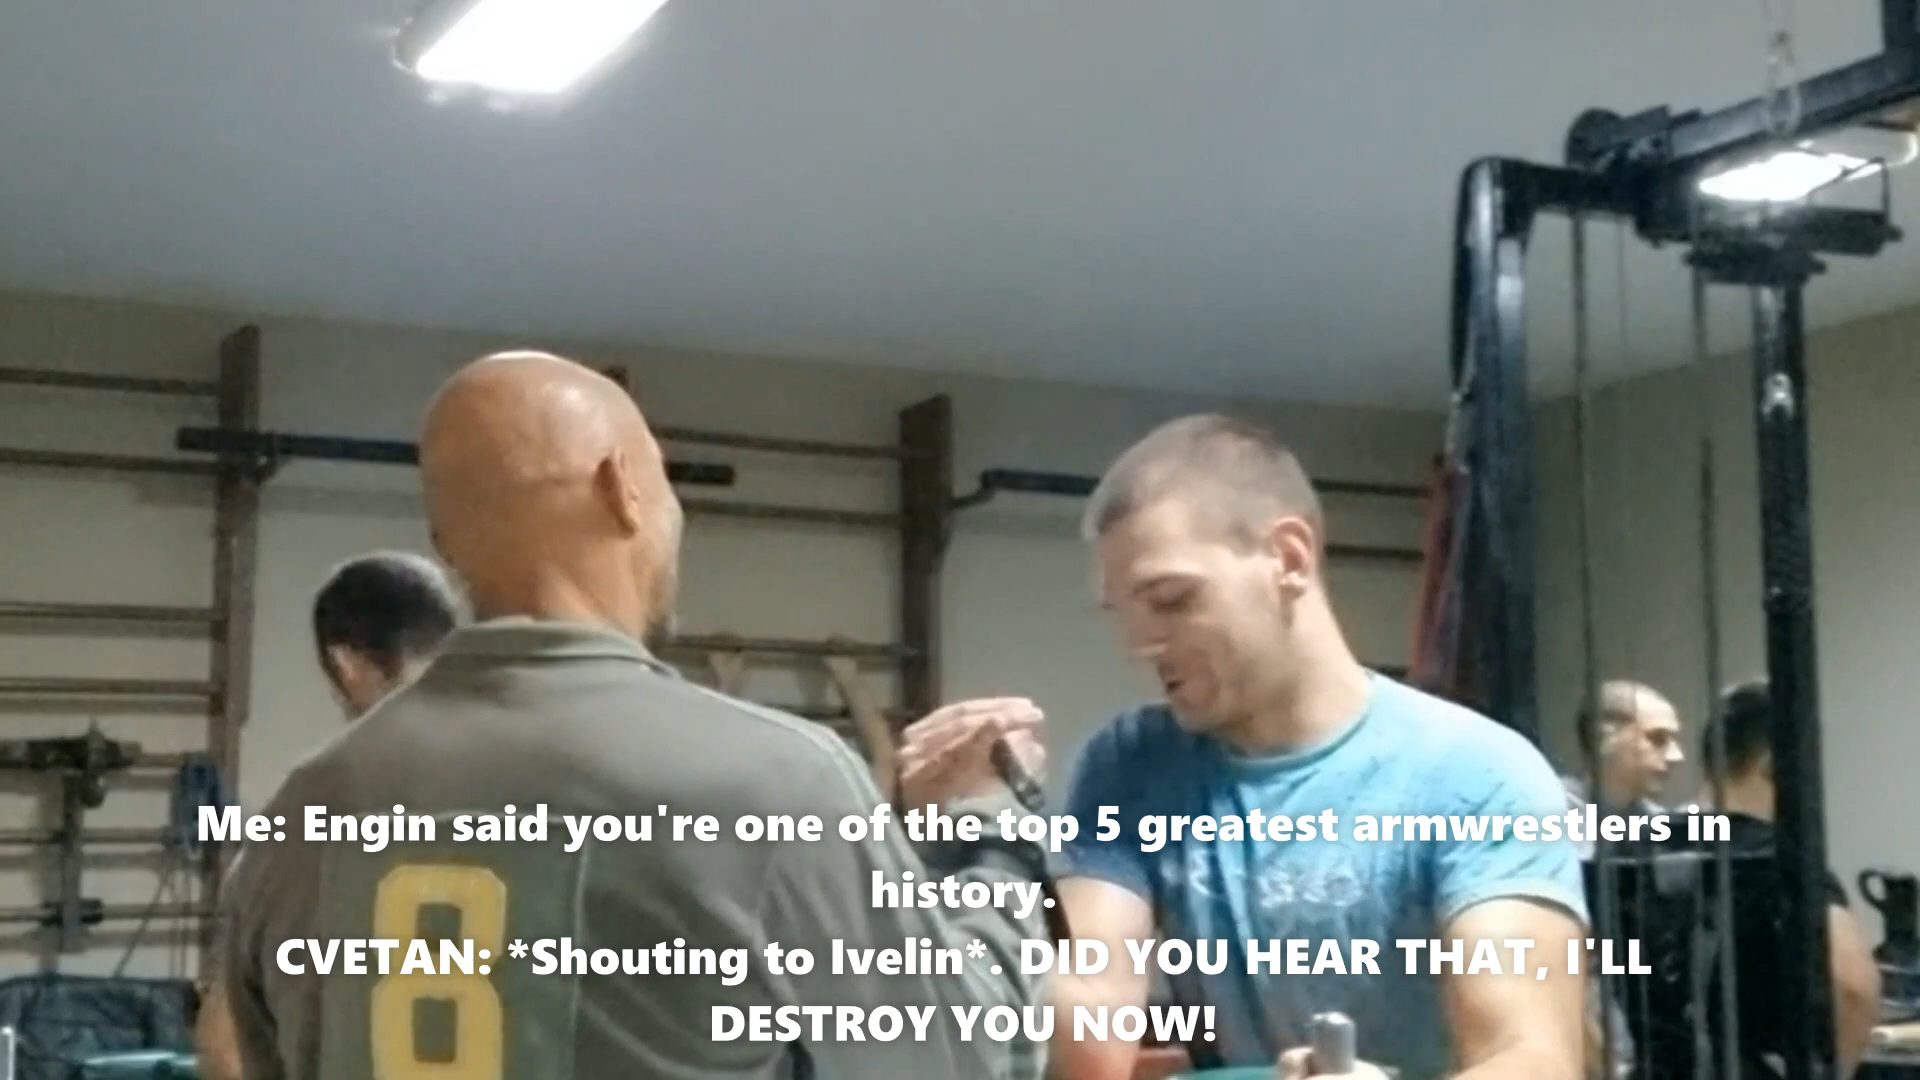 Me: Engin said you're one of the top 5 greatest armwrestlers in
history.
CVETAN: *Shouting to Ivelin*. DID YOU HEAR THAT, I'LL
DESTROY YOU NOW!
8